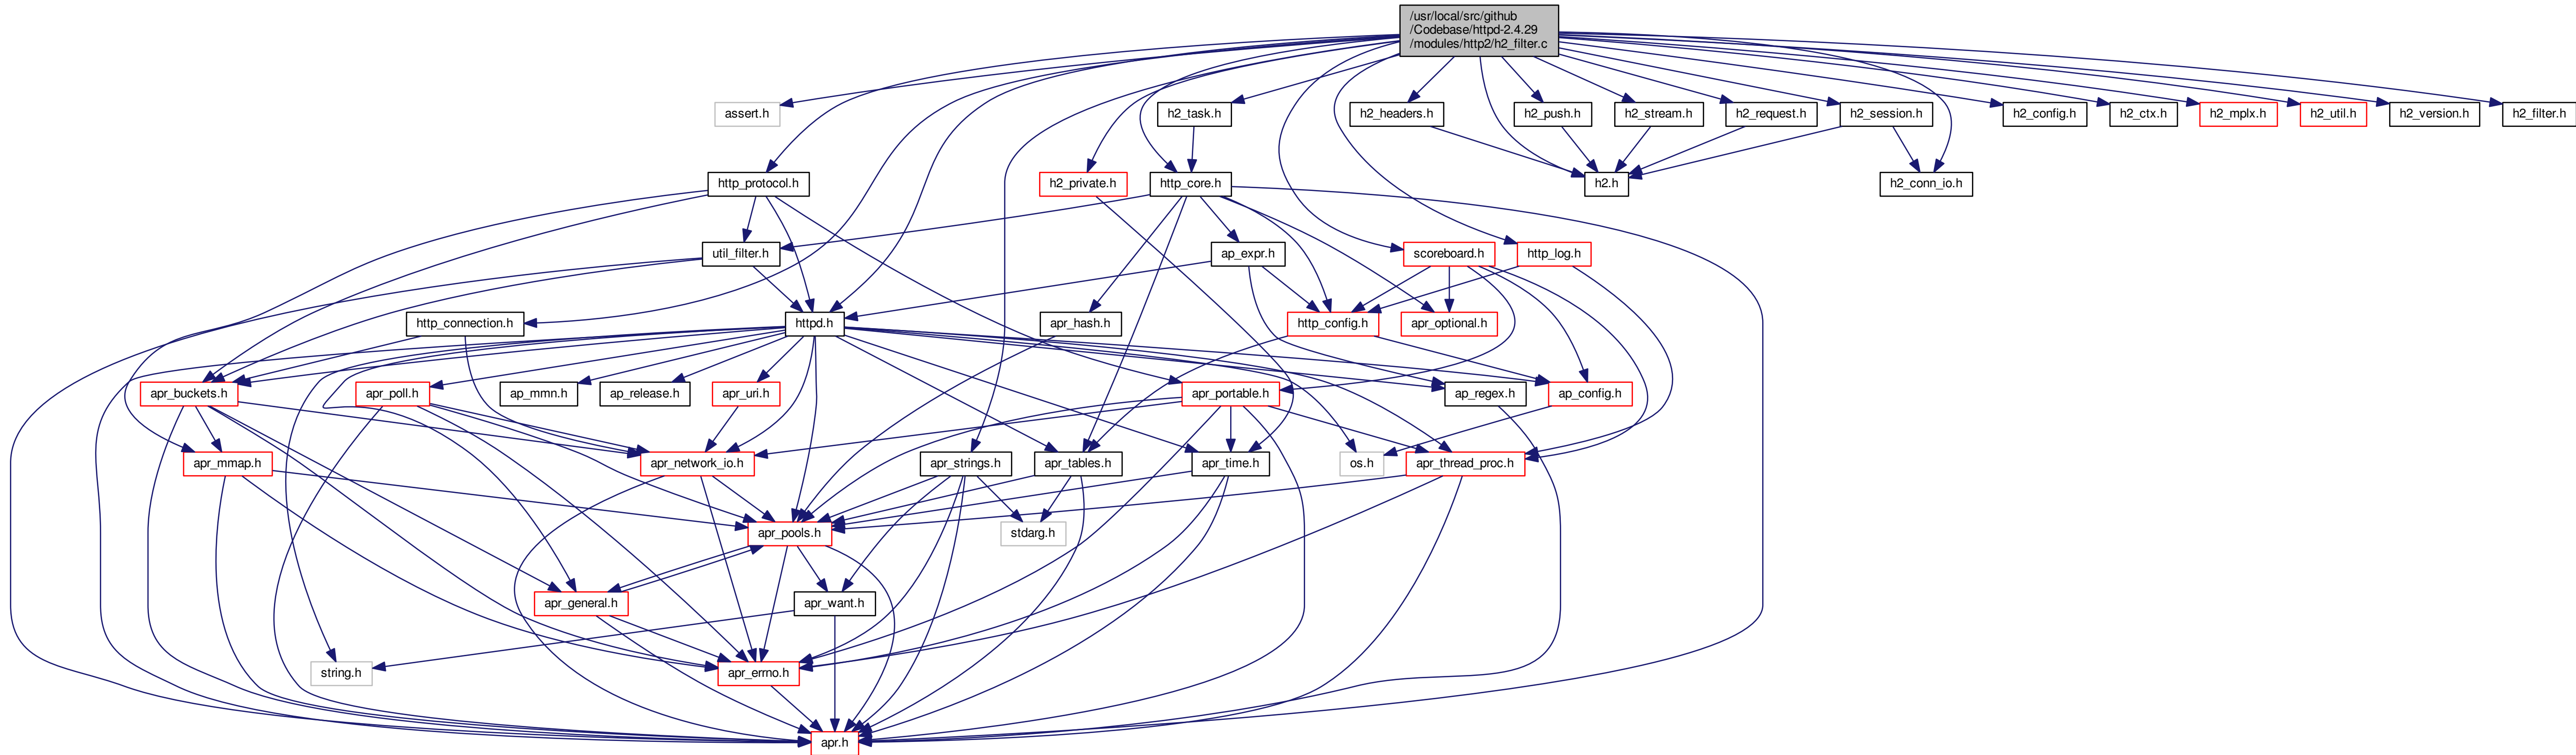 /usr/local/src/github
/Codebase/httpd-2.4.29
/modules/http2/h2_filter.c
assert.h
h2_task.h
h2_headers.h
h2_push.h
h2_stream.h
h2_request.h
h2_session.h
h2_config.h
h2_ctx.h
h2_mplx.h
h2_util.h
h2_version.h
h2_filter.h
http_protocol.h
h2_private.h
http_core.h
h2.h
h2_conn_io.h
util_filter.h
ap_expr.h
scoreboard.h
http_log.h
http_connection.h
httpd.h
apr_hash.h
http_config.h
apr_optional.h
apr_buckets.h
apr_poll.h
ap_mmn.h
ap_release.h
apr_uri.h
apr_portable.h
ap_regex.h
ap_config.h
apr_mmap.h
apr_network_io.h
apr_strings.h
apr_tables.h
apr_time.h
os.h
apr_thread_proc.h
apr_pools.h
stdarg.h
apr_general.h
apr_want.h
string.h
apr_errno.h
apr.h